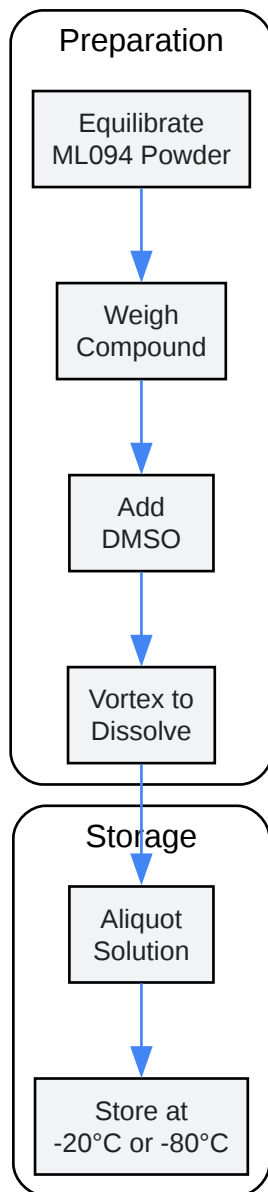 Preparation
Equilibrate
ML094 Powder
Weigh
Compound
Add
DMSO
Vortex to
Dissolve
Storage
Aliquot
Solution
Store at
-20°C or -80°C